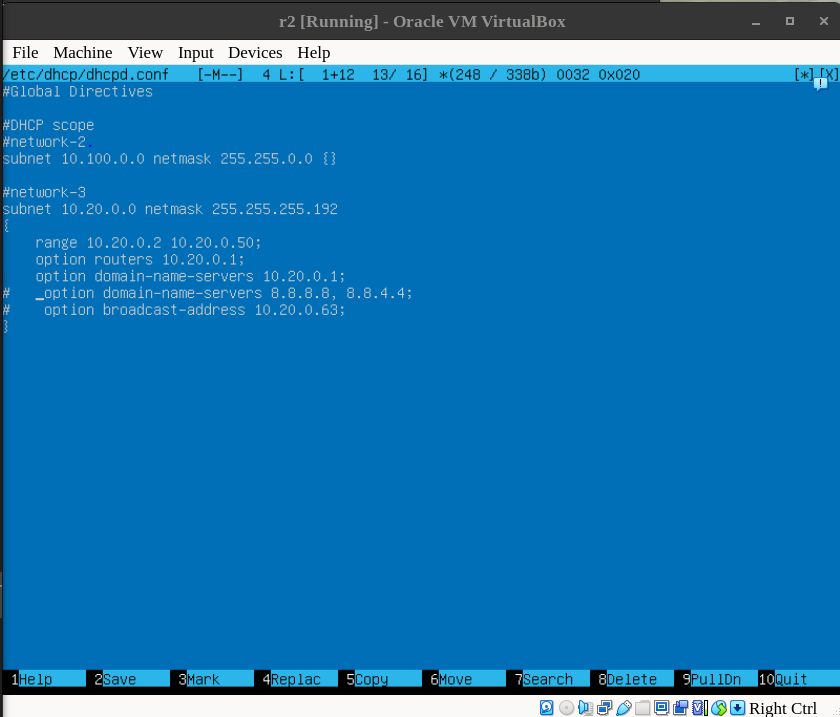 r2 [Running] - Oracle VM VirtualBox
File Machine View Input Devices Help
/etc/dhcp/dhcpd.conf [-M--] 4 L:[ 1+12 13/ 16] *(248 / 338b) 0032 0x020 [*][X]
#Global Directives
#DHCP scope
#network-2.
subnet 10.100.0.0 netmask 255.255.0.0 {}
#network-3
subnet 10.20.0.0 netmask 255.255.255.192
{
range 10.20.0.2 10.20.0.50;
option routers 10.20.0.1;
option domain-name-servers 10.20.0.1;
# _option domain-name-servers 8.8.8.8, 8.8.4.4;
# option broadcast-address 10.20.0.63;
}
1Help 2Save 3Mark 4Replac 5Copy 6Move 7Search 8Delete 9PullDn 10Quit
Right Ctrl